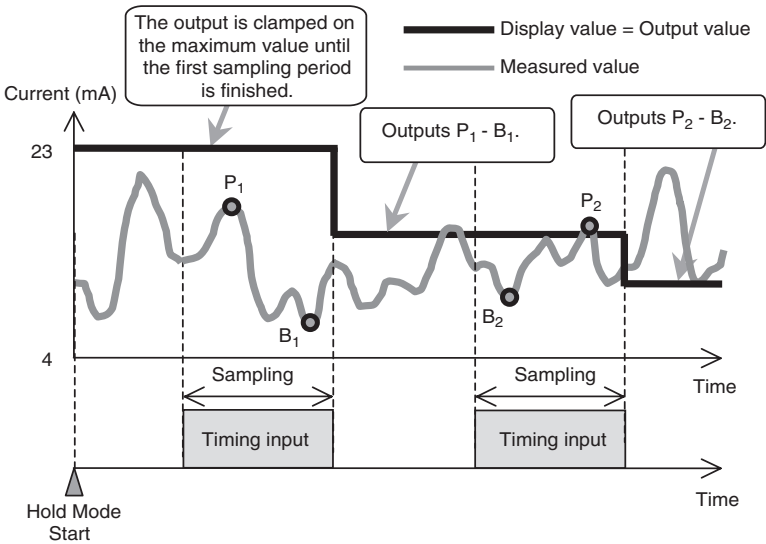 The output is clamped on
the maximum value until
the first sampling period
is finished.
Display value = Output value
Measured value
Current (mA)
Outputs P1 - B1.
Outputs P2 - B2.
23
P1
P2
B1
B2
4
Sampling
Sampling
Time
Timing input
Timing input
Time
Hold Mode
Start